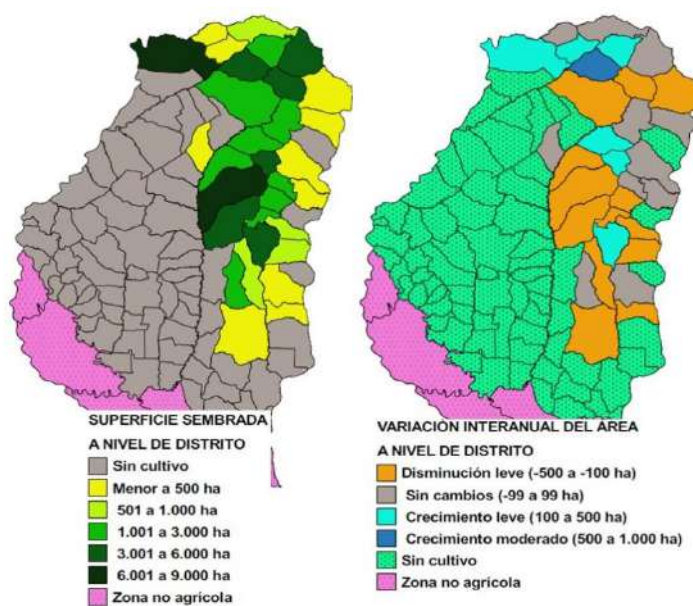 SUPERFICIE SEMBRADA
A NIVEL DE DISTRITO
Sin cultivo
Menor a 500 ha
501 a 1.000 ha
1.001 a 3.000 ha
3.001 a 6.000 ha
6.001 a 9.000 ha
Zona no agrícola
VARIACIÓN INTERANUAL DEL ÁREA
A NIVEL DE DISTRITO
Disminución leve (-500 a -100 ha)
Sin cambios (-99 a 99 ha)
Crecimiento leve (100 a 500 ha)
Crecimiento moderado (500 a 1.000 ha)
Sin cultivo
Zona no agrícola